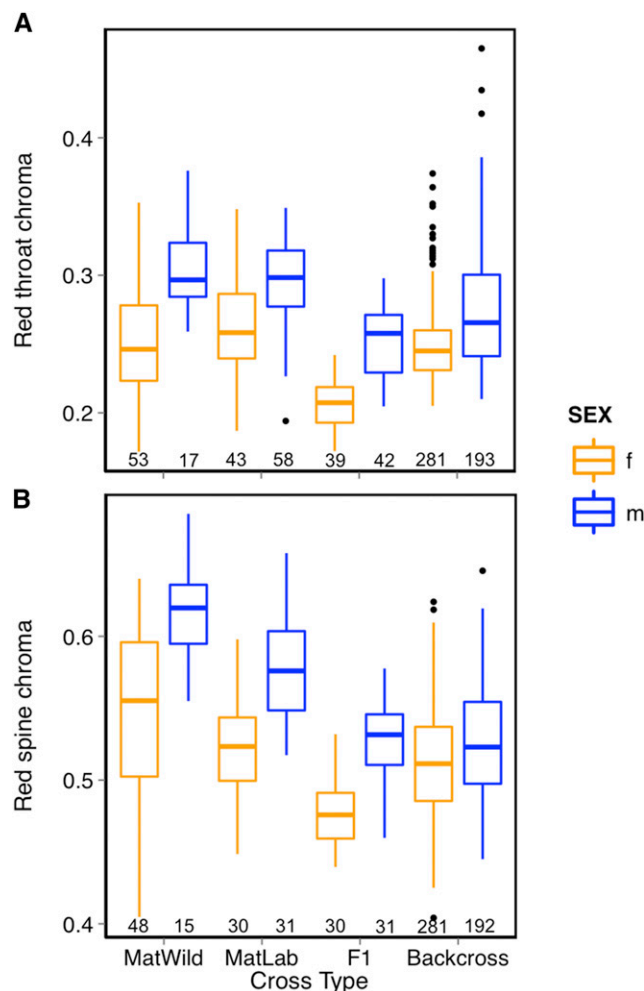 A
Red throat chroma
0.4
0.3
0.2
53 17 43 58 39 42 281 193
SEX
f
m
B
Red spine chroma
0.6
0.5
0.4
48 15 30 31 30 31 281 192
MatWild MatLab F1 Backcross
Cross Type